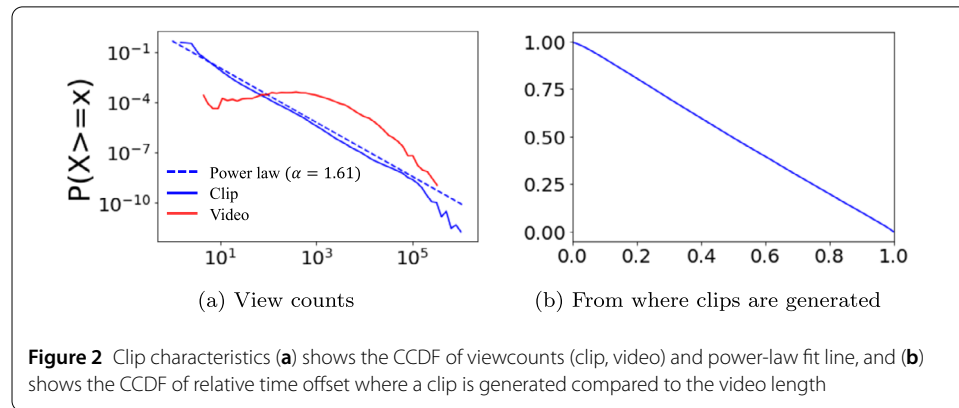 P(X>=x)
10^-1
10^-4
10^-7
10^-10
Power law (α = 1.61)
Clip
Video
10^1 10^3 10^5
(a) View counts
1.00
0.75
0.50
0.25
0.00
0.0 0.2 0.4 0.6 0.8 1.0
(b) From where clips are generated
Figure 2 Clip characteristics (a) shows the CCDF of viewcounts (clip, video) and power-law fit line, and (b)
shows the CCDF of relative time offset where a clip is generated compared to the video length